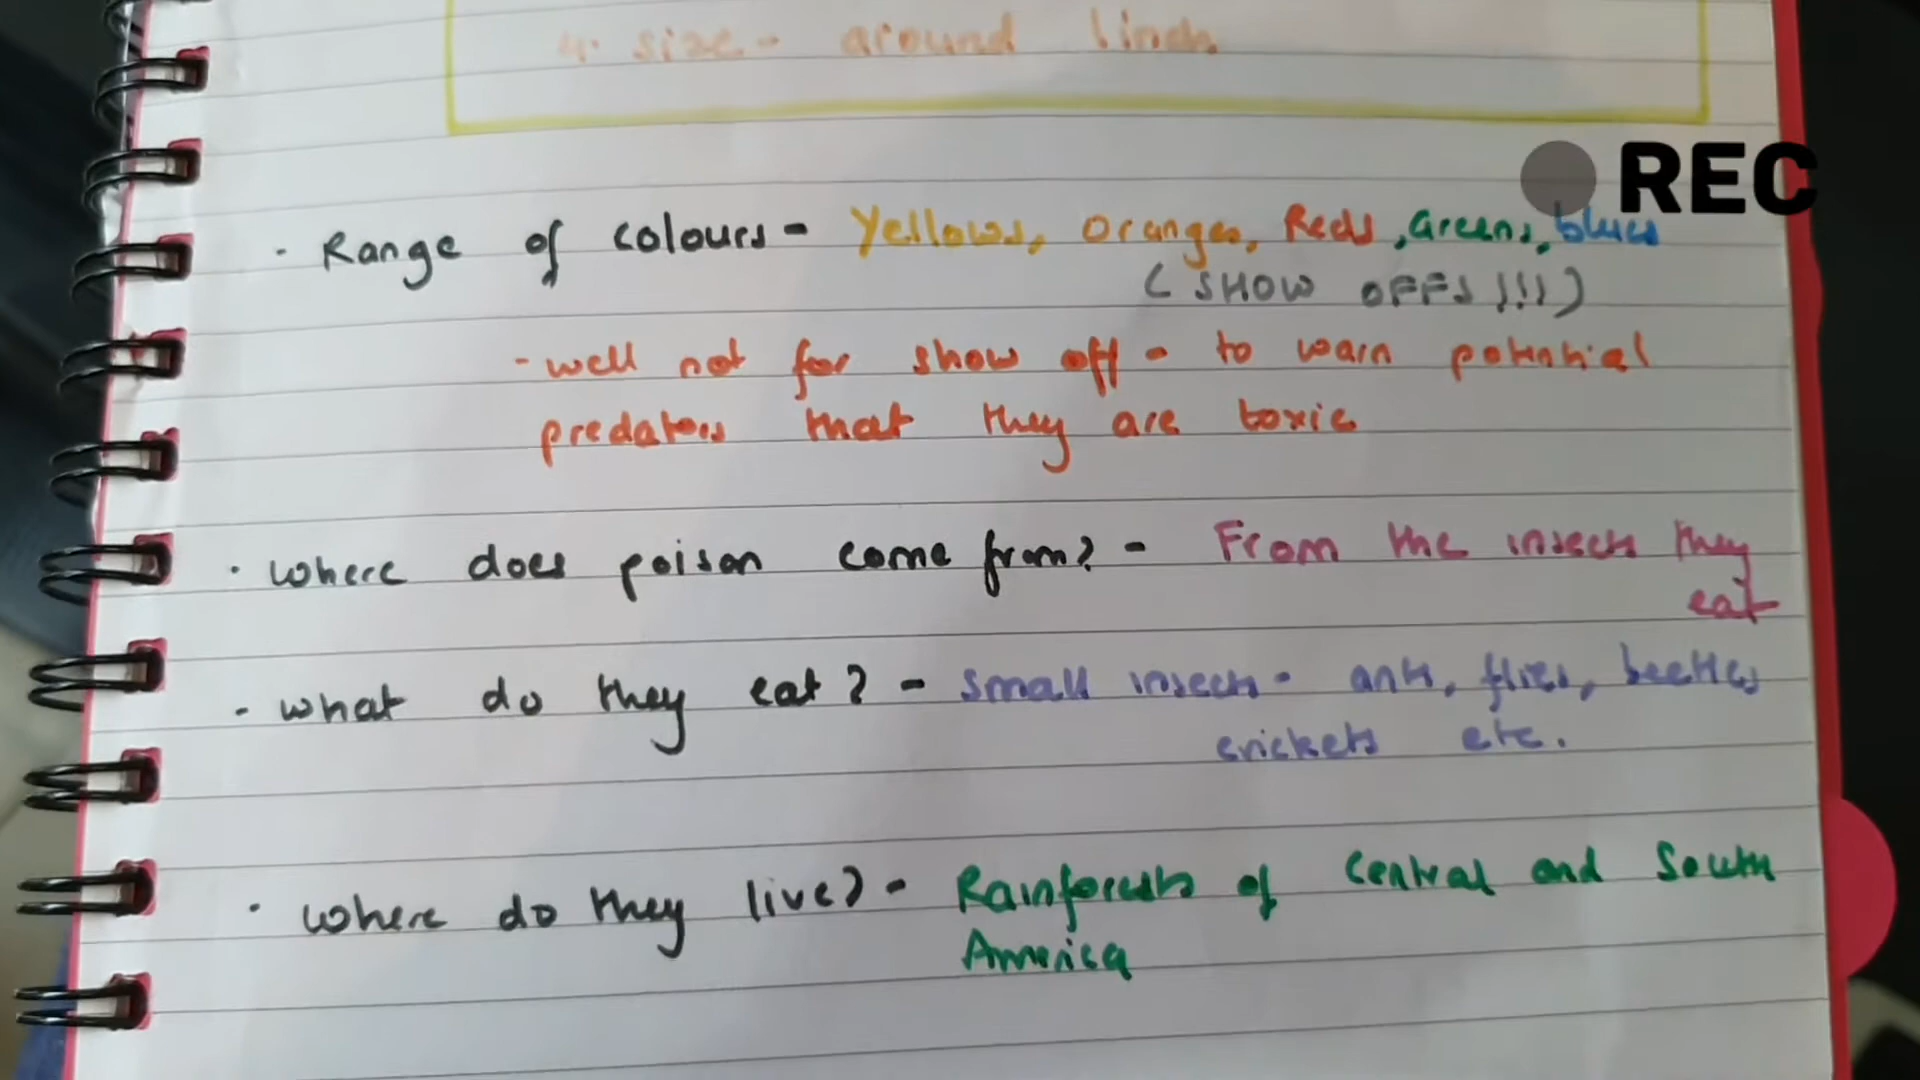 4. size - around 1 inch
REC
· Range of colours - Yellows, Oranges, Reds, Greens, blues
(SHOW OFFS!!!)
- well not for show off - to warn potential
predators that they are toxic
· where does poison come from? - From the insects they
eat
· what do they eat? - small insects - ants, flies, beetles,
crickets etc.
· where do they live? - Rainforests of Central and South
America